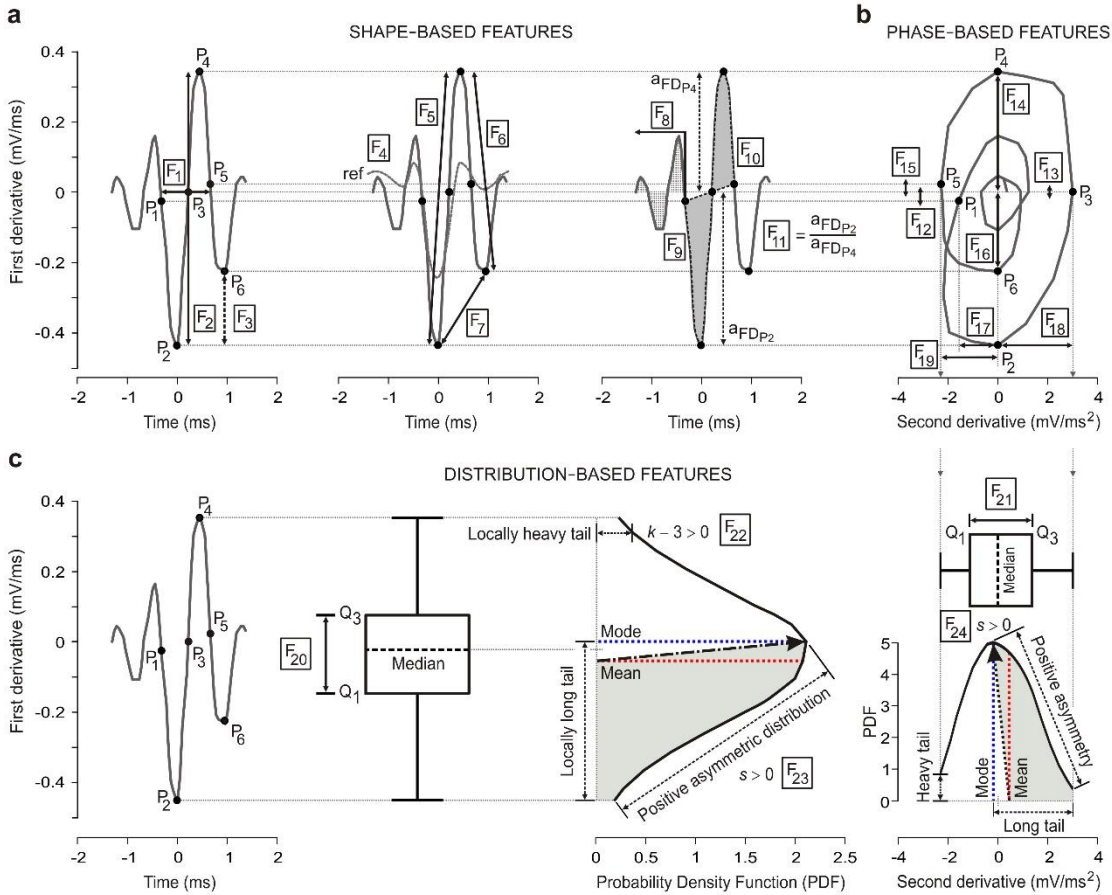 a
SHAPE–BASED FEATURES
First derivative (mV/ms)
0.4
0.2
0
-0.2
-0.4
P4
F1
P5
P1
P3
P6
F2
F3
P2
-2 -1 0 1 2
Time (ms)
F5
F4
F6
ref
F7
-2 -1 0 1 2
Time (ms)
aFDP4
F8
F10
F9
F11 = aFDP2 / aFDP4
aFDP2
-2 -1 0 1 2
Time (ms)
b
PHASE–BASED FEATURES
P4
F14
F15
F13
P5
P1
P3
F12
F16
P6
F17
F18
F19
P2
-4 -2 0 2 4
Second derivative (mV/ms2)
c
DISTRIBUTION–BASED FEATURES
First derivative (mV/ms)
0.4
0.2
0
-0.2
-0.4
P4
P5
P1
P3
P6
P2
-2 -1 0 1 2
Time (ms)
Q3
F20
Median
Q1
Locally heavy tail
k – 3 > 0 F22
Mode
Mean
Locally long tail
Positive asymmetric distribution
s > 0 F23
0 0.5 1 1.5 2 2.5
Probability Density Function (PDF)
F21
Q1 Q3
Median
F24 s > 0
PDF
5
4
3
2
1
0
Positive asymmetry
Heavy tail
Mode
Mean
Long tail
-4 -2 0 2 4
Second derivative (mV/ms2)